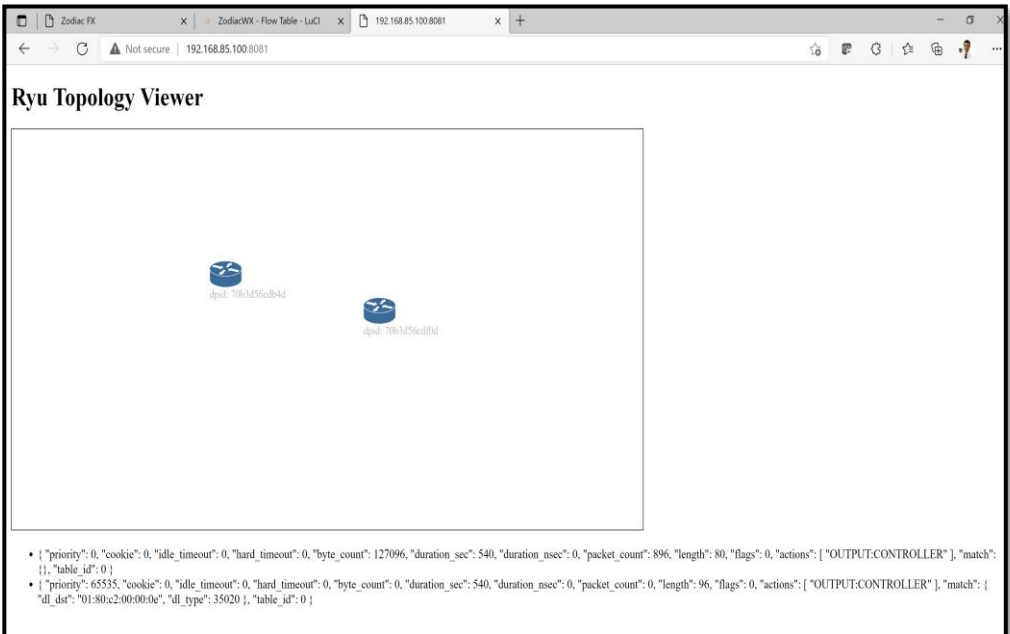 Zodiac FX
ZodiacWX - Flow Table - LuCI
192.168.85.100:8081
Not secure
192.168.85.100:8081
Ryu Topology Viewer
dpid: 70b3d56cdb4d
dpid: 70b3d56cdf0d
{ "priority": 0, "cookie": 0, "idle_timeout": 0, "hard_timeout": 0, "byte_count": 127096, "duration_sec": 540, "duration_nsec": 0, "packet_count": 896, "length": 80, "flags": 0, "actions": [ "OUTPUT:CONTROLLER" ], "match":
{}, "table_id": 0 }
{ "priority": 65535, "cookie": 0, "idle_timeout": 0, "hard_timeout": 0, "byte_count": 0, "duration_sec": 540, "duration_nsec": 0, "packet_count": 0, "length": 96, "flags": 0, "actions": [ "OUTPUT:CONTROLLER" ], "match": {
"dl_dst": "01:80:c2:00:00:0e", "dl_type": 35020 }, "table_id": 0 }